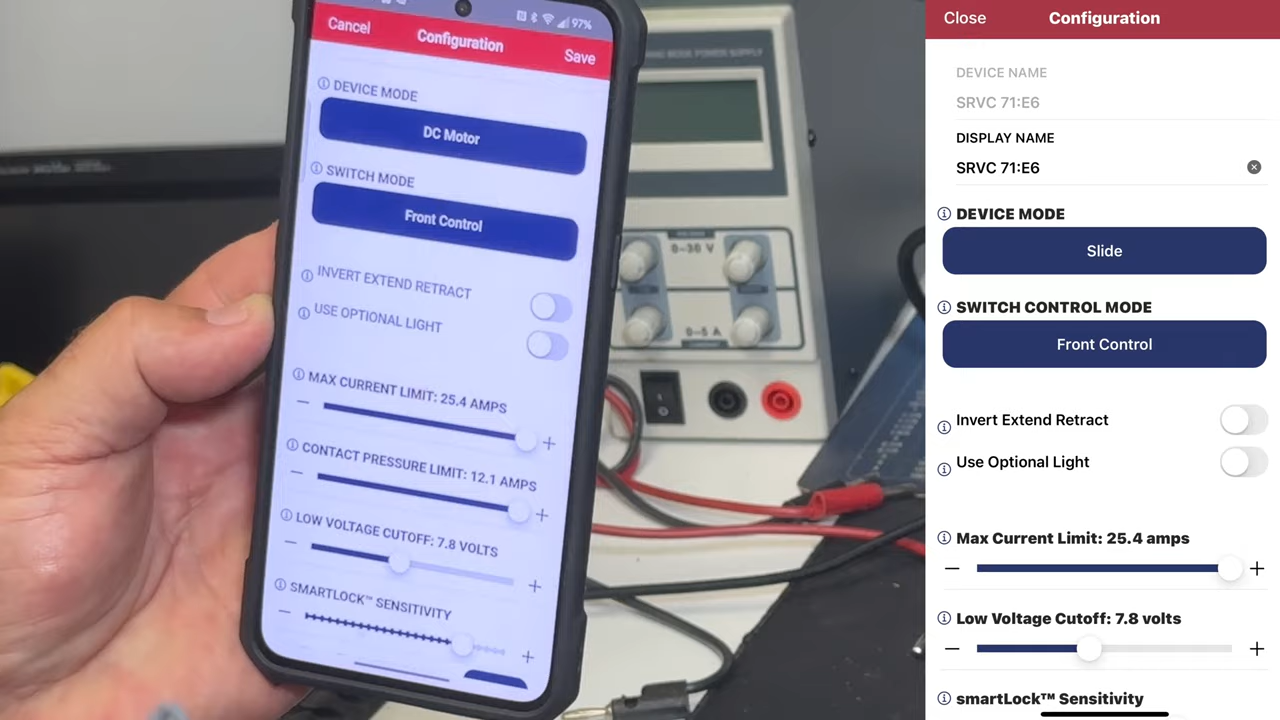 97%
Cancel
Configuration
Save
DEVICE MODE
DC Motor
SWITCH MODE
Front Control
INVERT EXTEND RETRACT
USE OPTIONAL LIGHT
MAX CURRENT LIMIT: 25.4 AMPS
CONTACT PRESSURE LIMIT: 12.1 AMPS
LOW VOLTAGE CUTOFF: 7.8 VOLTS
SMARTLOCK™ SENSITIVITY
MODE POWER SUPPLY
0-30 V
0-5 A
Close
Configuration
DEVICE NAME
SRVC 71:E6
DISPLAY NAME
SRVC 71:E6
DEVICE MODE
Slide
SWITCH CONTROL MODE
Front Control
Invert Extend Retract
Use Optional Light
Max Current Limit: 25.4 amps
Low Voltage Cutoff: 7.8 volts
smartLock™ Sensitivity